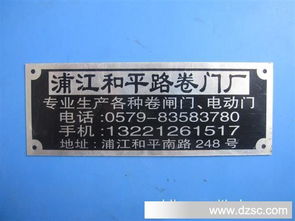 浦江和平路卷门厂
专业生产各种卷闸门、电动门
电话:0579-83583780
手机:13221261517
地址:浦江和平南路248号
www.dzsc.com